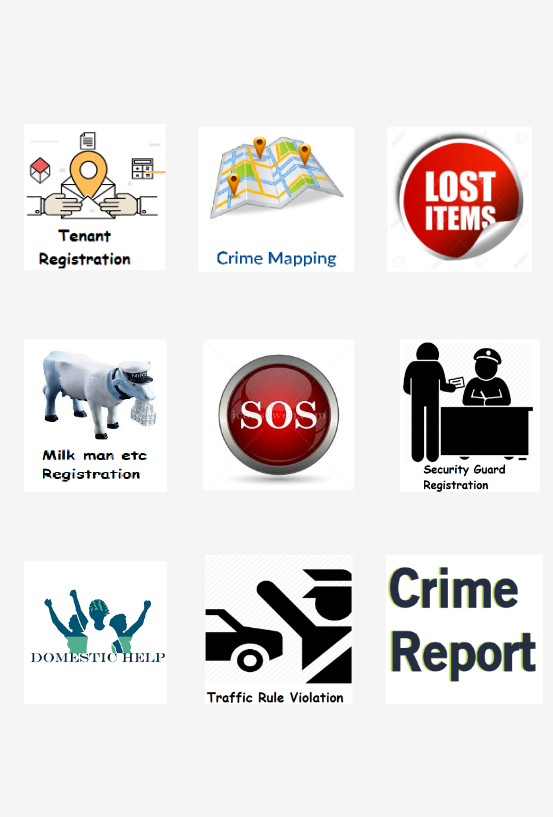 Tenant
Registration
Crime Mapping
LOST
ITEMS
Milk man etc
Registration
SOS
Security Guard
Registration
DOMESTIC HELP
Traffic Rule Violation
Crime
Report